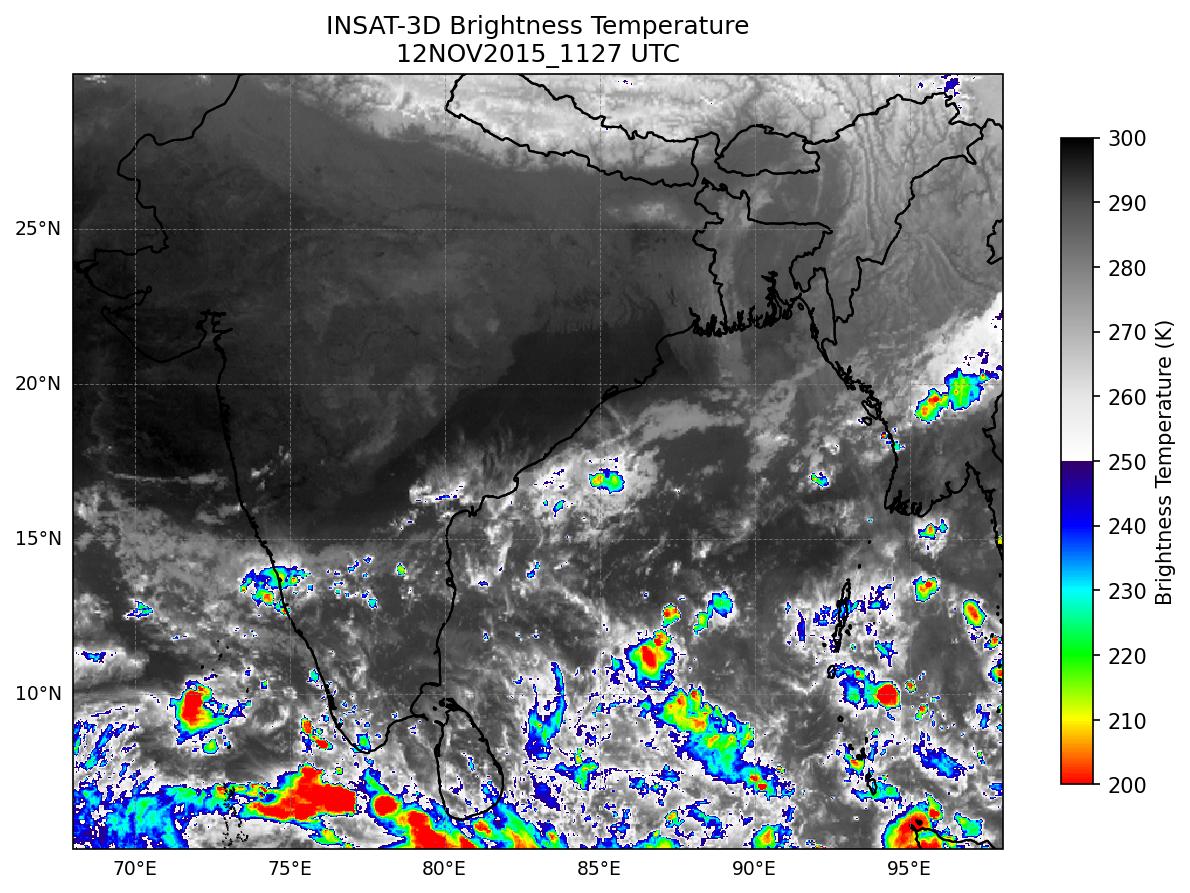 INSAT-3D Brightness Temperature
12NOV2015_1127 UTC
25°N
20°N
15°N
10°N
70°E
75°E
80°E
85°E
90°E
95°E
300
290
280
270
260
250
240
230
220
210
200
Brightness Temperature (K)